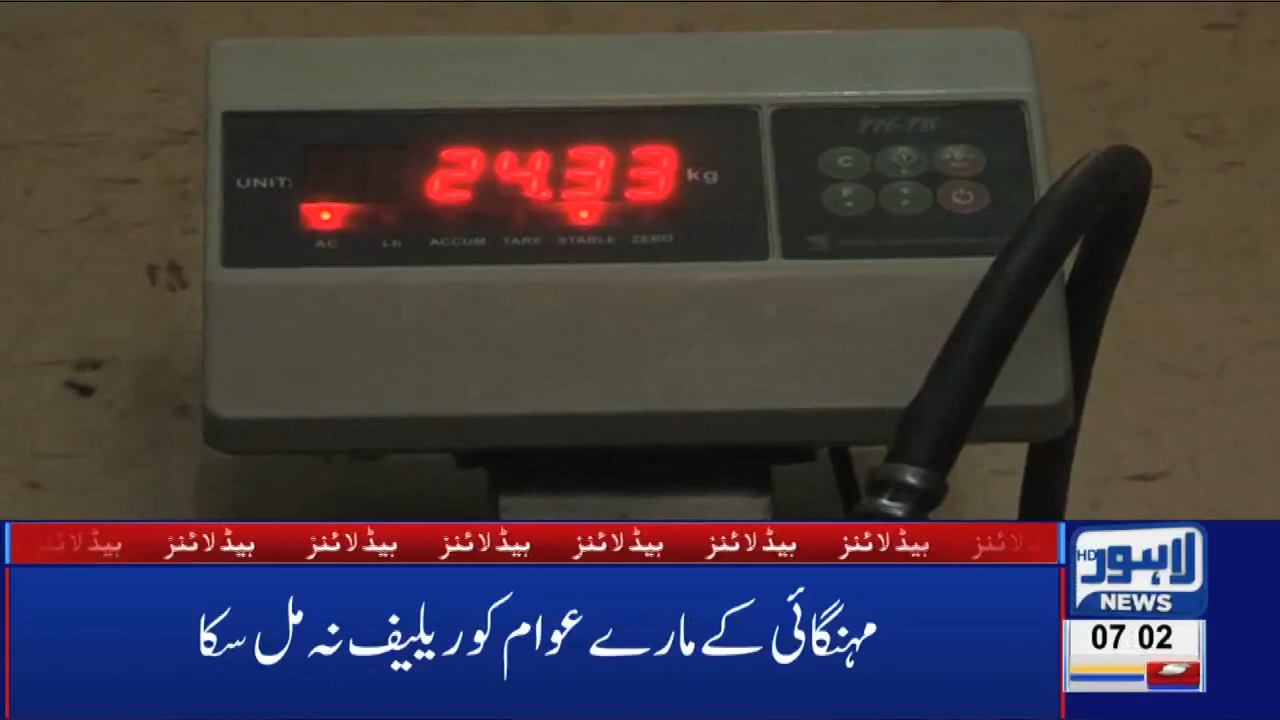 24.33
UNIT:
kg
AC Lb ACCUM TARE STABLE ZERO
C
ہیڈلائنز ہیڈلائنز ہیڈلائنز ہیڈلائنز ہیڈلائنز ہیڈلائنز ہیڈلائنز
مہنگائی کے مارے عوام کو ریلیف نہ مل سکا
HD
لاہور
NEWS
07 02